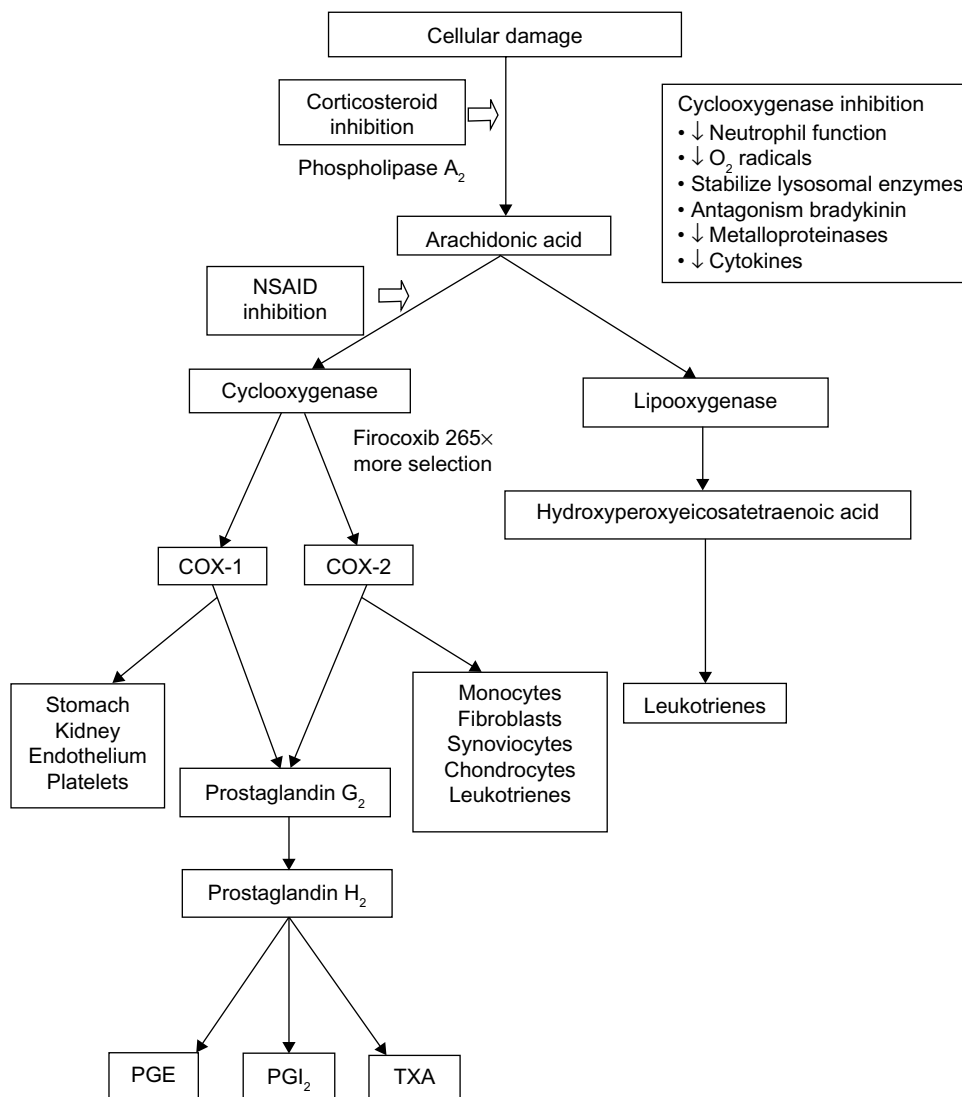 Cellular damage
Corticosteroid
inhibition
Phospholipase A₂
Cyclooxygenase inhibition
• ↓ Neutrophil function
• ↓ O₂ radicals
• Stabilize lysosomal enzymes
• Antagonism bradykinin
• ↓ Metalloproteinases
• ↓ Cytokines
Arachidonic acid
NSAID
inhibition
Cyclooxygenase
Lipooxygenase
Firocoxib 265×
more selection
Hydroxyperoxyeicosatetraenoic acid
COX-1
COX-2
Stomach
Kidney
Endothelium
Platelets
Monocytes
Fibroblasts
Synoviocytes
Chondrocytes
Leukotrienes
Leukotrienes
Prostaglandin G₂
Prostaglandin H₂
PGE
PGI₂
TXA